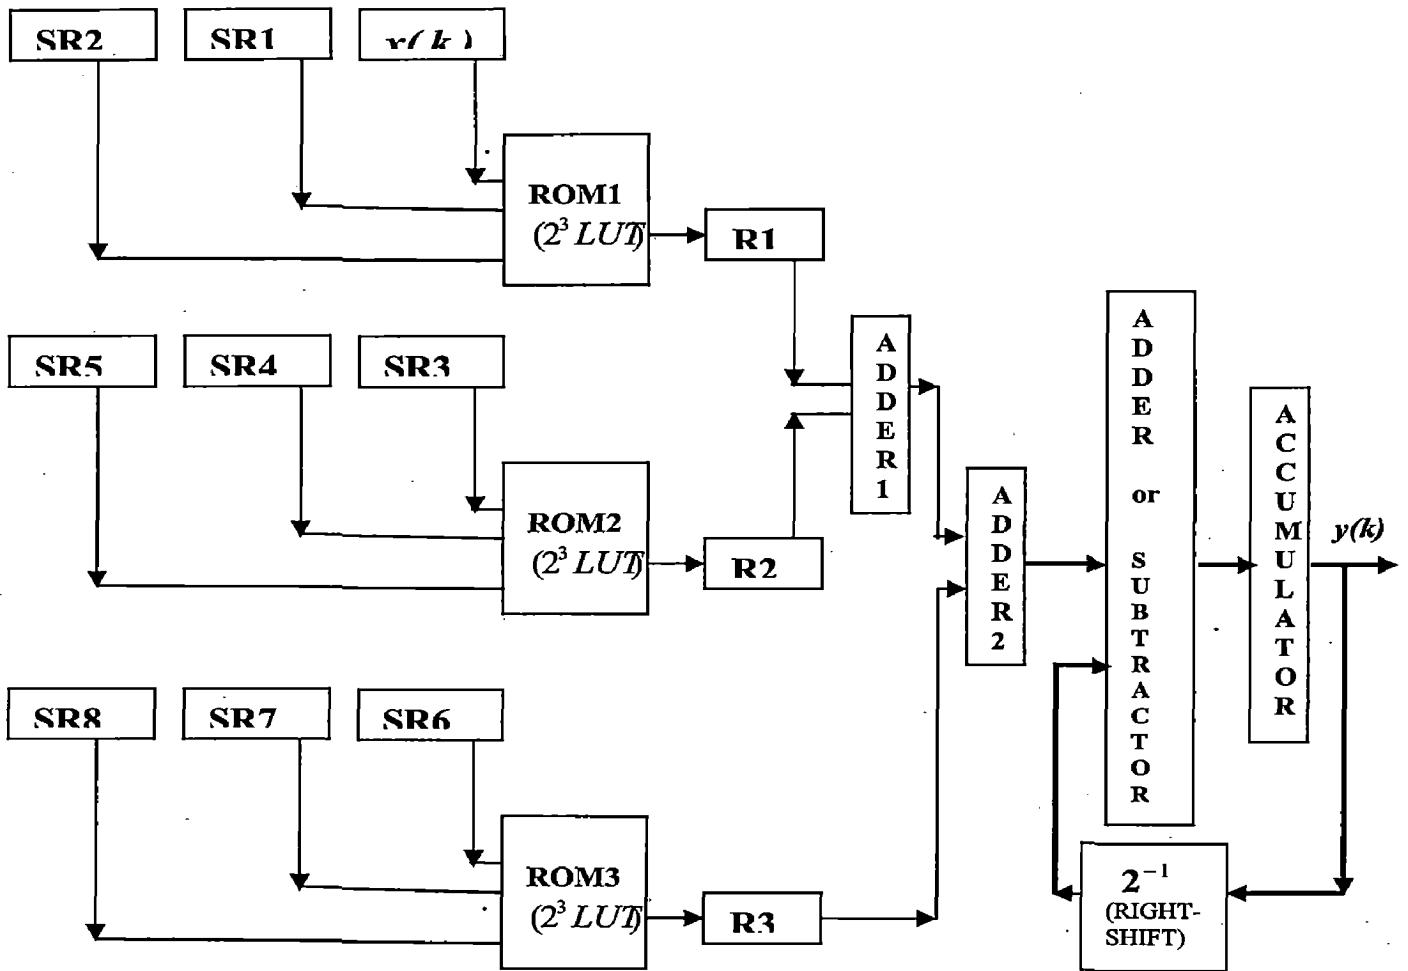 SR2 SR1 x(k)
ROM1
(2³ LUT)
R1
SR5 SR4 SR3
ROM2
(2³ LUT)
R2
ADDER1
ADDER2
ADDER or SUBTRACTOR
ACCUMULATOR
y(k)
SR8 SR7 SR6
ROM3
(2³ LUT)
R3
2⁻¹
(RIGHT-
SHIFT)